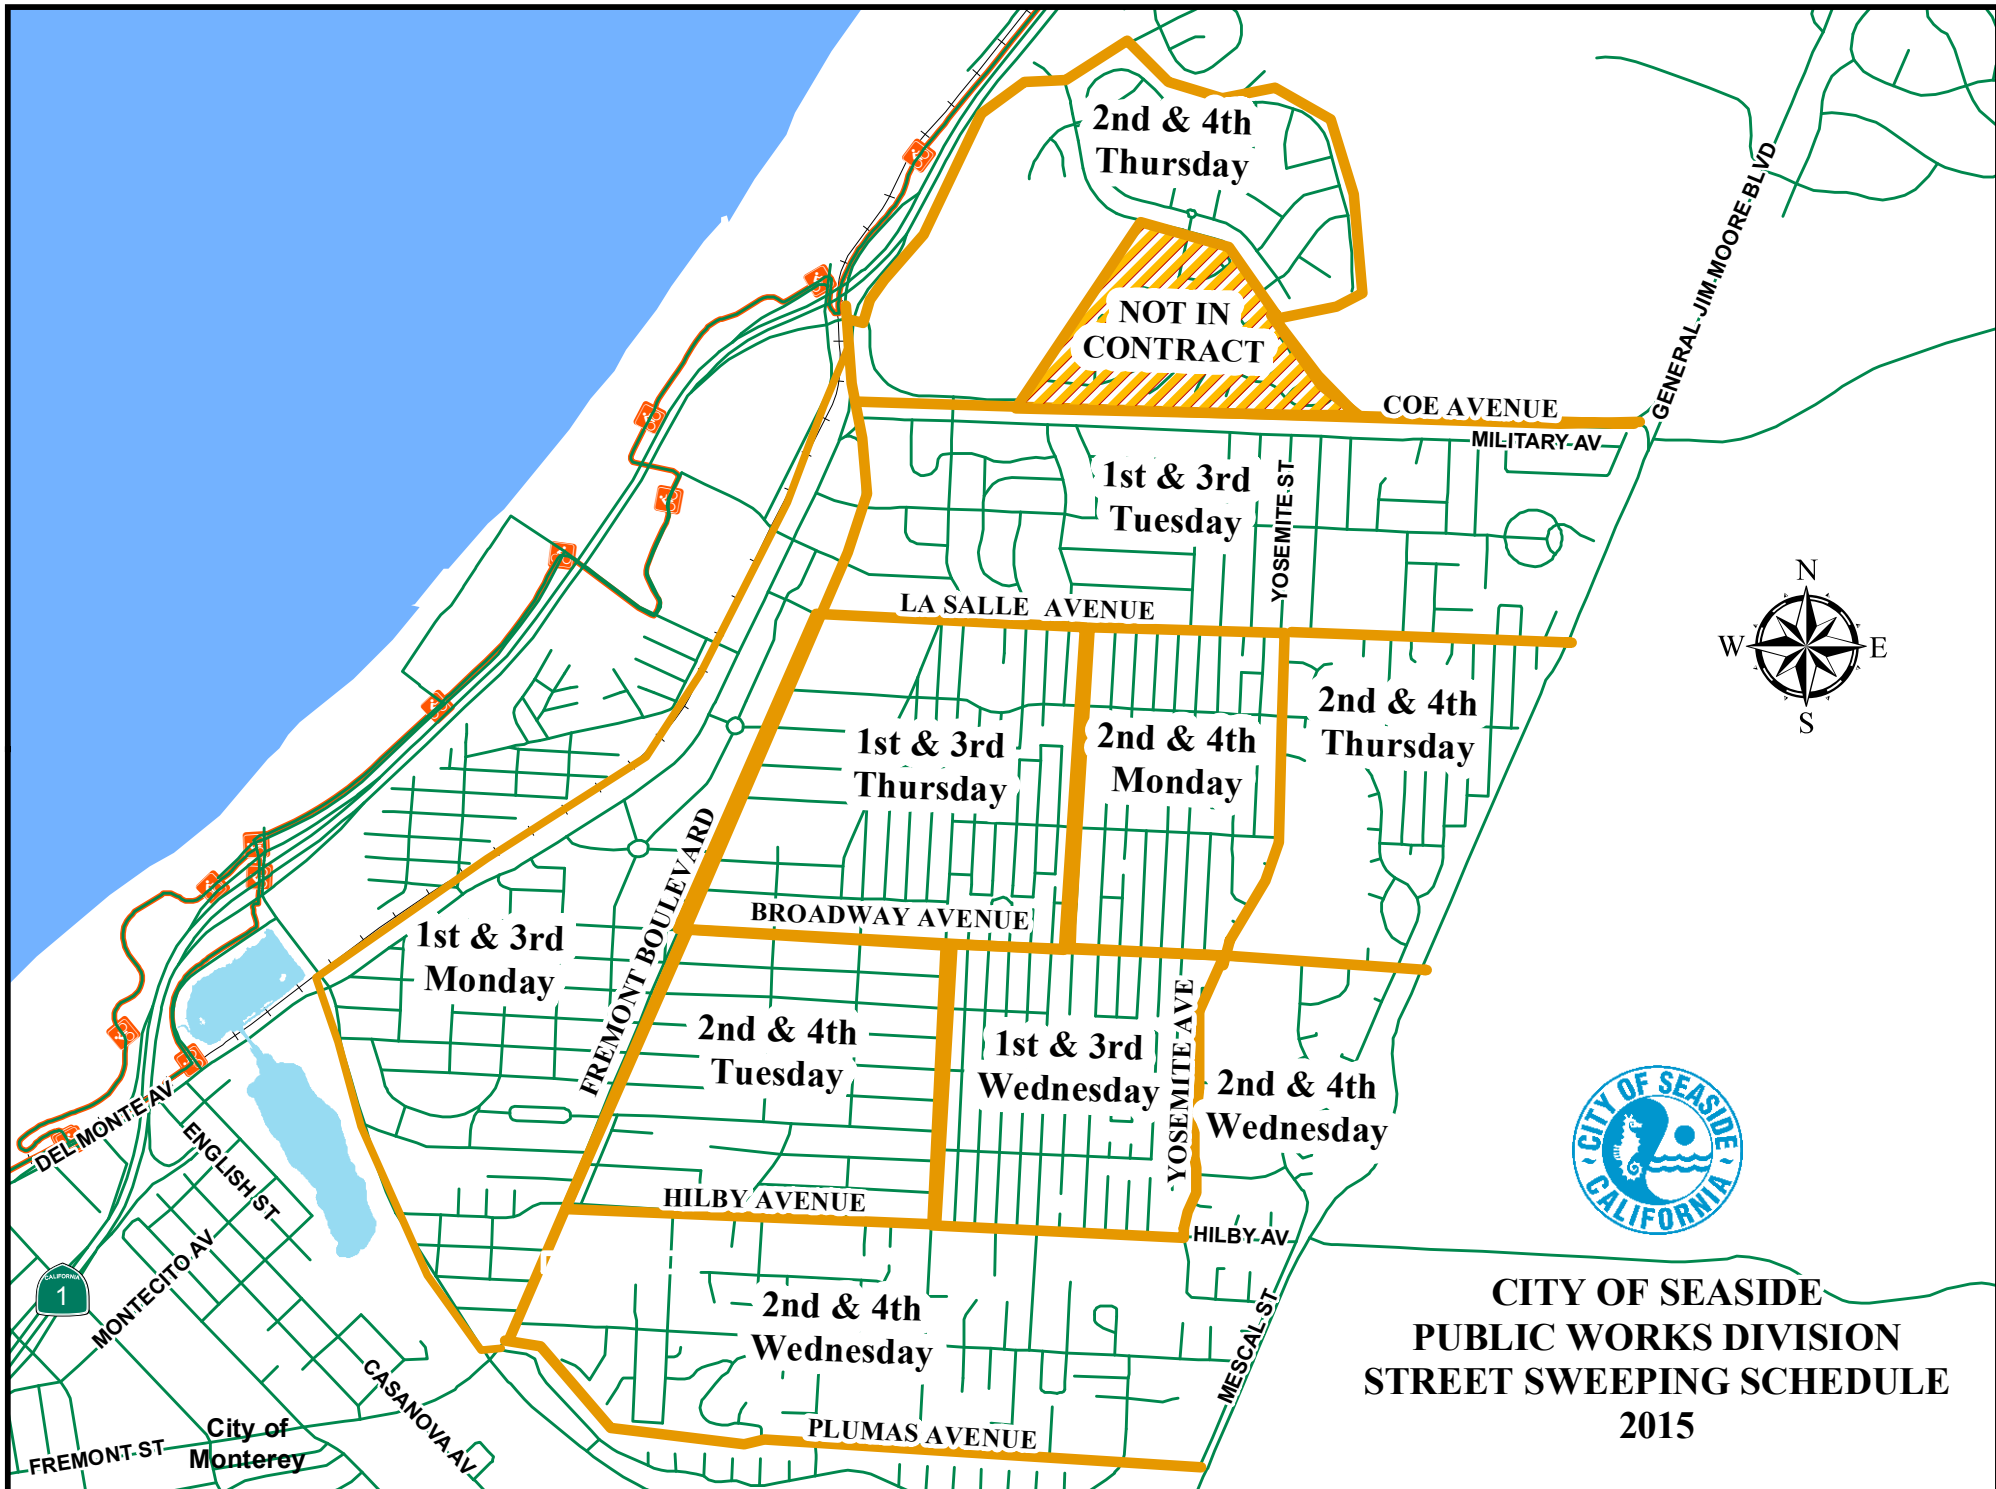 2nd & 4th
Thursday
NOT IN
CONTRACT
GENERAL JIM MOORE BLVD
COE AVENUE
MILITARY AV
1st & 3rd
Tuesday
YOSEMITE ST
LA SALLE AVENUE
N
W
E
S
2nd & 4th
Thursday
1st & 3rd
Thursday
2nd & 4th
Monday
FREMONT BOULEVARD
BROADWAY AVENUE
1st & 3rd
Monday
2nd & 4th
Tuesday
1st & 3rd
Wednesday
YOSEMITE AVE
2nd & 4th
Wednesday
CITY OF SEASIDE
CALIFORNIA
DEL MONTE AV
ENGLISH ST
HILBY AVENUE
HILBY AV
MONTECITO AV
CALIFORNIA
1
2nd & 4th
Wednesday
MESCAL ST
CITY OF SEASIDE
PUBLIC WORKS DIVISION
STREET SWEEPING SCHEDULE
2015
CASANOVA AV
City of
Monterey
FREMONT ST
PLUMAS AVENUE